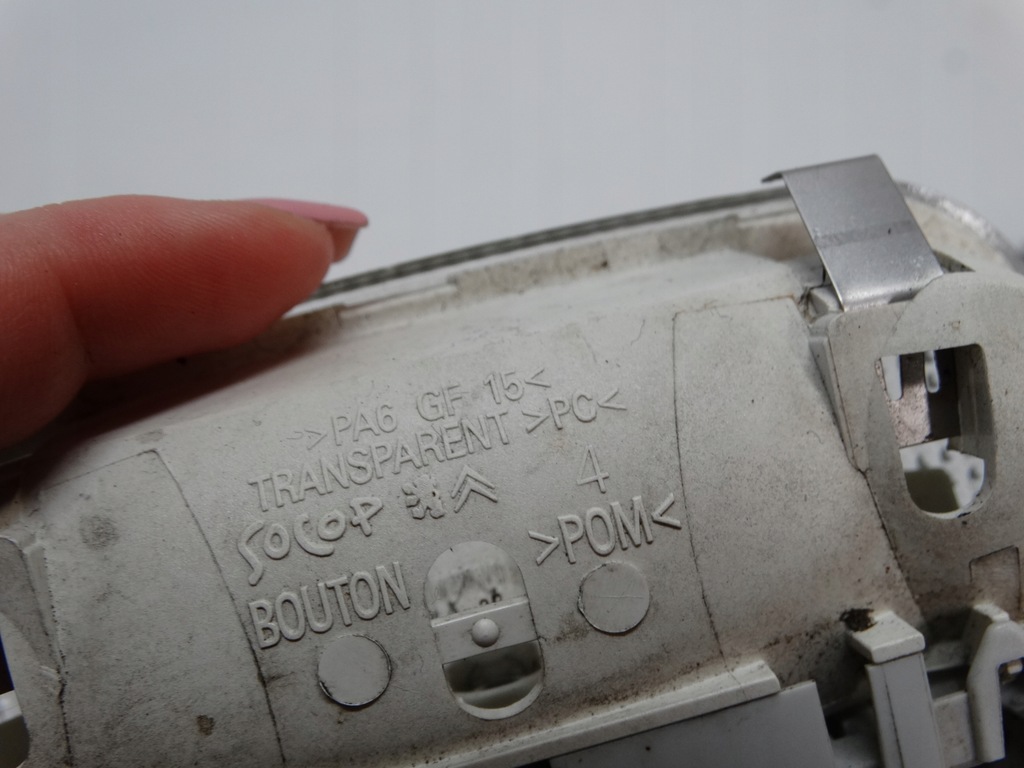 >PA6 GF 15<
TRANSPARENT >PC<
SOCOP 4
BOUTON >POM<